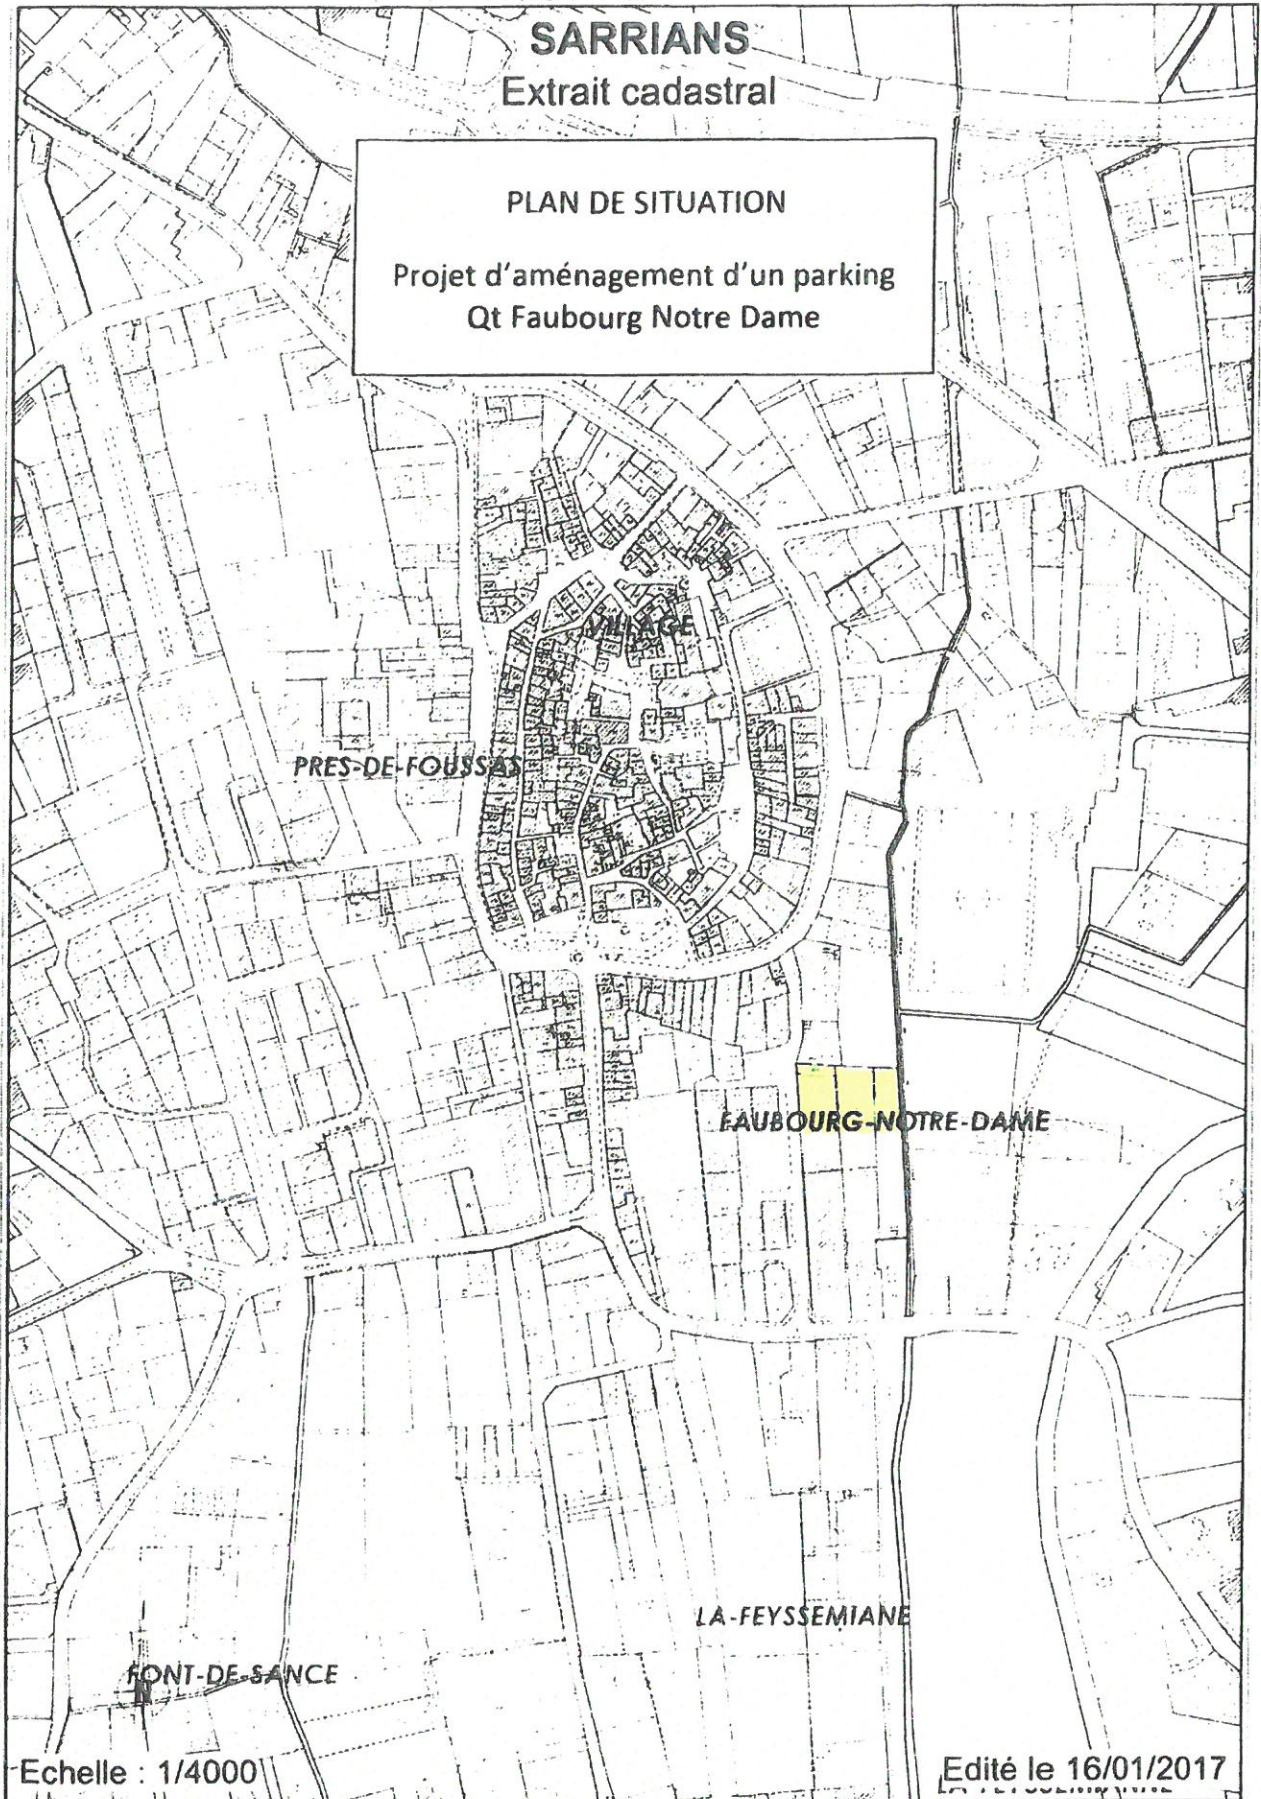 SARRIANS
Extrait cadastral
PLAN DE SITUATION
Projet d'aménagement d'un parking
Qt Faubourg Notre Dame
VILLAGE
PRES-DE-FOUSSAS
FAUBOURG-NOTRE-DAME
LA-FEYSSEMIANE
FONT-DE-SANCE
N
Echelle : 1/4000
Edité le 16/01/2017